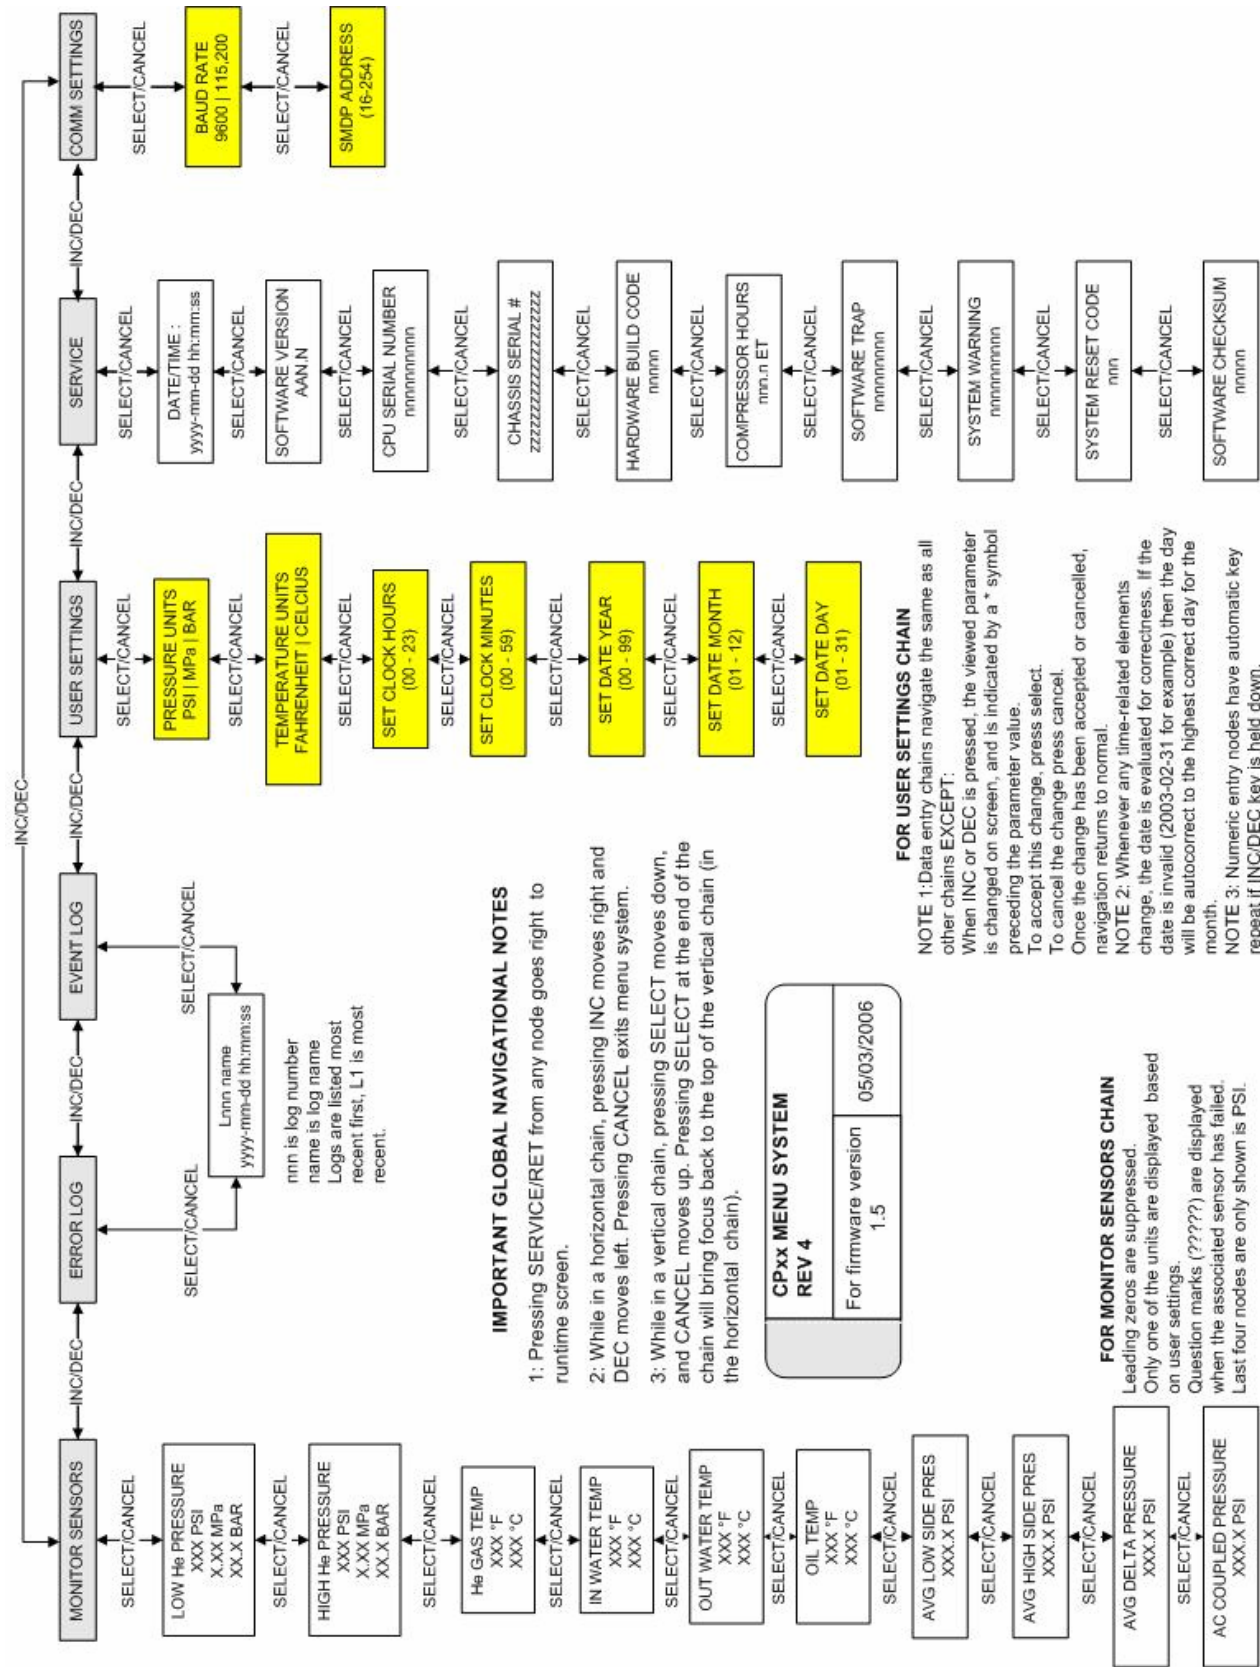 INC/DEC
MONITOR SENSORS
INC/DEC
ERROR LOG
INC/DEC
EVENT LOG
INC/DEC
USER SETTINGS
INC/DEC
SERVICE
INC/DEC
COMM SETTINGS
SELECT/CANCEL
LOW He PRESSURE
XXX PSI
X.XX MPa
XX.X BAR
SELECT/CANCEL
HIGH He PRESSURE
XXX PSI
X.XX MPa
XX.X BAR
SELECT/CANCEL
He GAS TEMP
XXX °F
XXX °C
SELECT/CANCEL
IN WATER TEMP
XXX °F
XXX °C
SELECT/CANCEL
OUT WATER TEMP
XXX °F
XXX °C
SELECT/CANCEL
OIL TEMP
XXX °F
XXX °C
SELECT/CANCEL
AVG LOW SIDE PRES
XXX.X PSI
SELECT/CANCEL
AVG HIGH SIDE PRES
XXX.X PSI
SELECT/CANCEL
AVG DELTA PRESSURE
XXX.X PSI
SELECT/CANCEL
AC COUPLED PRESSURE
XXX.X PSI
SELECT/CANCEL
SELECT/CANCEL
Lnnn name
yyyy-mm-dd hh:mm:ss
nnn is log number
name is log name
Logs are listed most
recent first, L1 is most
recent.
IMPORTANT GLOBAL NAVIGATIONAL NOTES
1: Pressing SERVICE/RET from any node goes right to
runtime screen.
2: While in a horizontal chain, pressing INC moves right and
DEC moves left. Pressing CANCEL exits menu system.
3: While in a vertical chain, pressing SELECT moves down,
and CANCEL moves up. Pressing SELECT at the end of the
chain will bring focus back to the top of the vertical chain (in
the horizontal chain).
CPxx MENU SYSTEM
REV 4
For firmware version
1.5
05/03/2006
FOR MONITOR SENSORS CHAIN
Leading zeros are suppressed.
Only one of the units are displayed based
on user settings.
Question marks (?????) are displayed
when the associated sensor has failed.
Last four nodes are only shown is PSI.
SELECT/CANCEL
PRESSURE UNITS
PSI | MPa | BAR
SELECT/CANCEL
TEMPERATURE UNITS
FAHRENHEIT | CELCIUS
SELECT/CANCEL
SET CLOCK HOURS
(00 - 23)
SELECT/CANCEL
SET CLOCK MINUTES
(00 - 59)
SELECT/CANCEL
SET DATE YEAR
(00 - 99)
SELECT/CANCEL
SET DATE MONTH
(01 - 12)
SELECT/CANCEL
SET DATE DAY
(01 - 31)
FOR USER SETTINGS CHAIN
NOTE 1:Data entry chains navigate the same as all
other chains EXCEPT:
When INC or DEC is pressed, the viewed parameter
is changed on screen, and is indicated by a * symbol
preceding the parameter value.
To accept this change, press select.
To cancel the change press cancel.
Once the change has been accepted or cancelled,
navigation returns to normal.
NOTE 2: Whenever any time-related elements
change, the date is evaluated for correctness. If the
date is invalid (2003-02-31 for example) then the day
will be autocorrect to the highest correct day for the
month.
NOTE 3: Numeric entry nodes have automatic key
repeat if INC/DEC key is held down.
SELECT/CANCEL
DATE/TIME :
yyyy-mm-dd hh:mm:ss
SELECT/CANCEL
SOFTWARE VERSION
AAN.N
SELECT/CANCEL
CPU SERIAL NUMBER
nnnnnnnnnn
SELECT/CANCEL
CHASSIS SERIAL #
zzzzzzzzzzzzzzzzzzzz
SELECT/CANCEL
HARDWARE BUILD CODE
nnnnn
SELECT/CANCEL
COMPRESSOR HOURS
nnn.n ET
SELECT/CANCEL
SOFTWARE TRAP
nnnnnnnnnn
SELECT/CANCEL
SYSTEM WARNING
nnnnnnnnnn
SELECT/CANCEL
SYSTEM RESET CODE
nnn
SELECT/CANCEL
SOFTWARE CHECKSUM
nnnnn
SELECT/CANCEL
BAUD RATE
9600 | 115,200
SELECT/CANCEL
SMDP ADDRESS
(16-254)